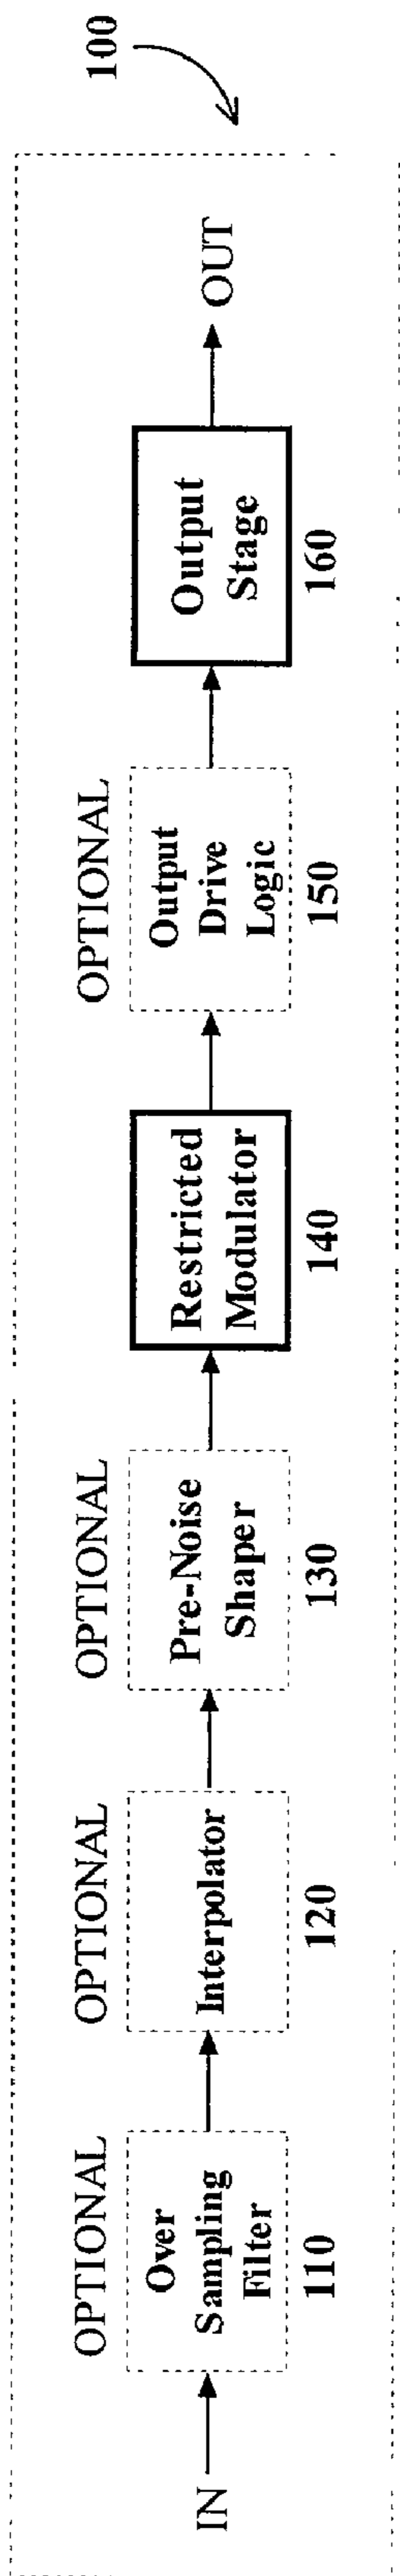 100
OPTIONAL
OPTIONAL
OPTIONAL
OPTIONAL
IN
Over
Sampling
Filter
Interpolator
Pre-Noise
Shaper
Restricted
Modulator
Output
Drive
Logic
Output
Stage
OUT
110
120
130
140
150
160